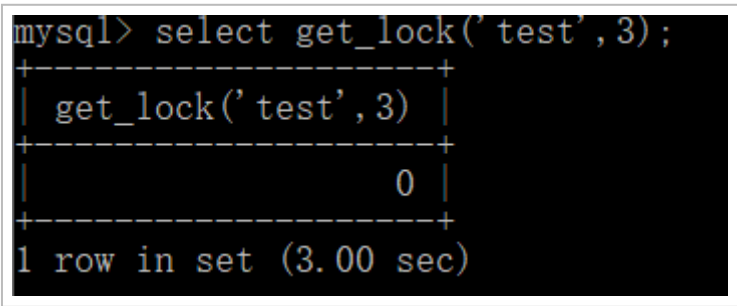 mysql> select get_lock('test',3);
+--------------------+
| get_lock('test',3) |
+--------------------+
|                  0 |
+--------------------+
1 row in set (3.00 sec)